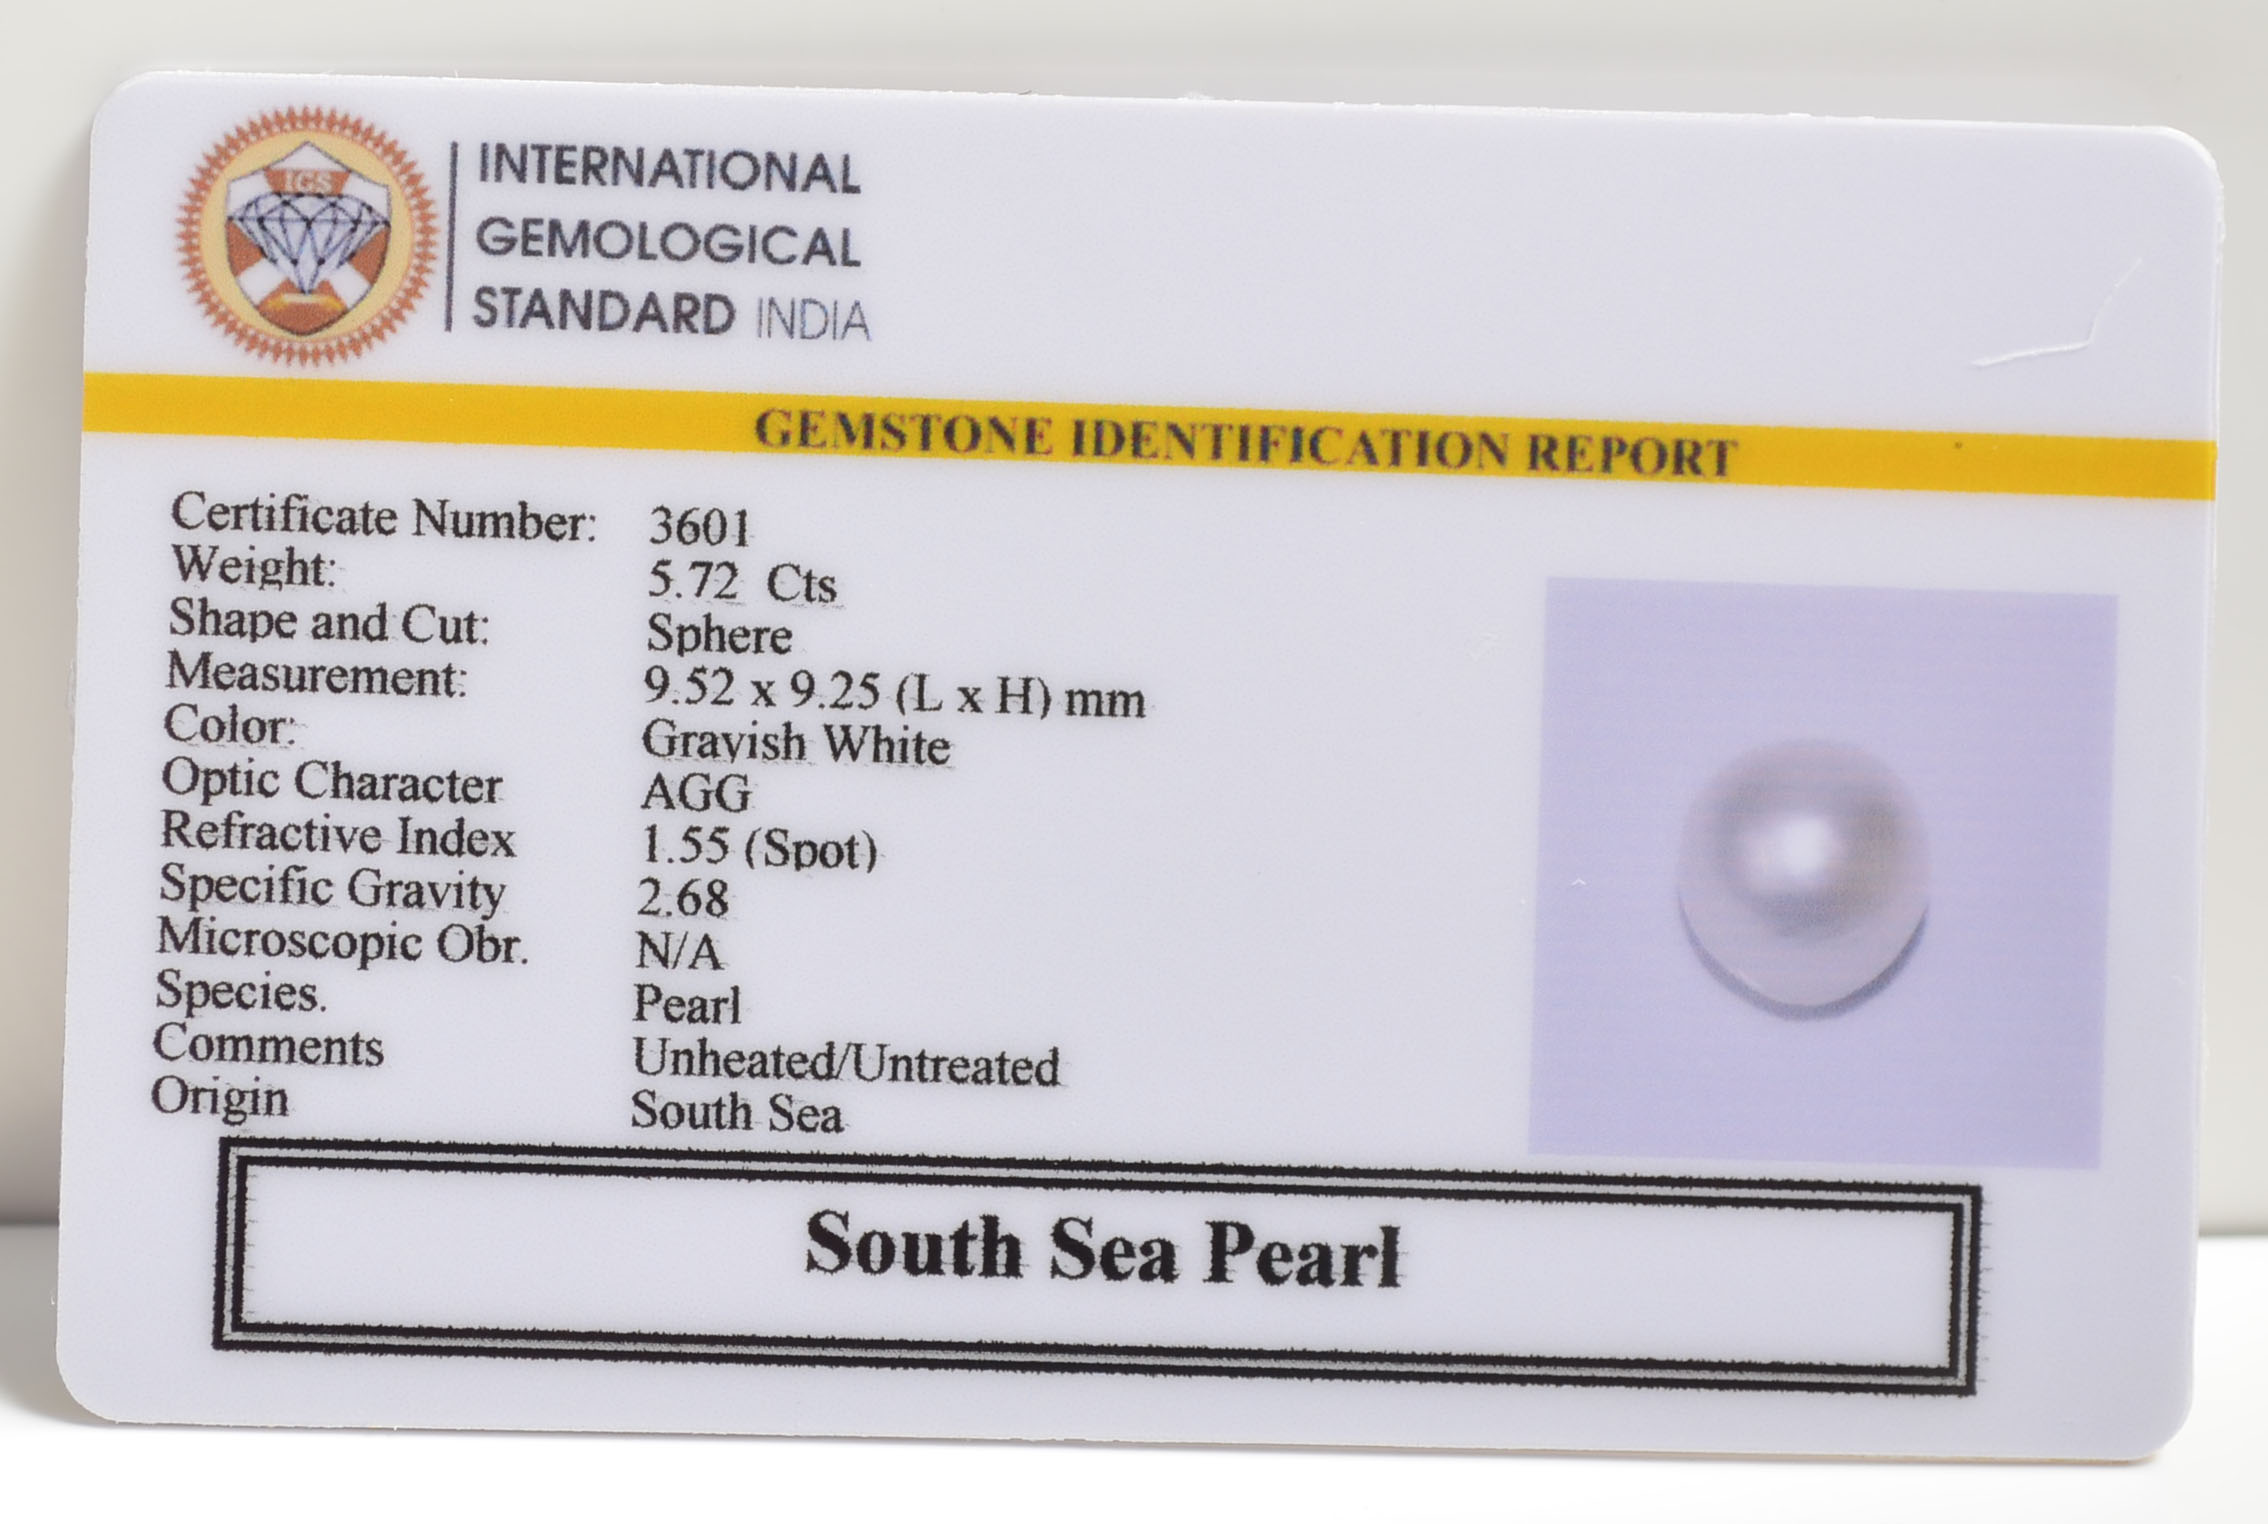 IGS
INTERNATIONAL
GEMOLOGICAL
STANDARD INDIA
GEMSTONE IDENTIFICATION REPORT
Certificate Number: 3601
Weight: 5.72 Cts
Shape and Cut: Sphere
Measurement: 9.52 x 9.25 (L x H) mm
Color: Grayish White
Optic Character AGG
Refractive Index 1.55 (Spot)
Specific Gravity 2.68
Microscopic Obr. N/A
Species. Pearl
Comments Unheated/Untreated
Origin South Sea
South Sea Pearl